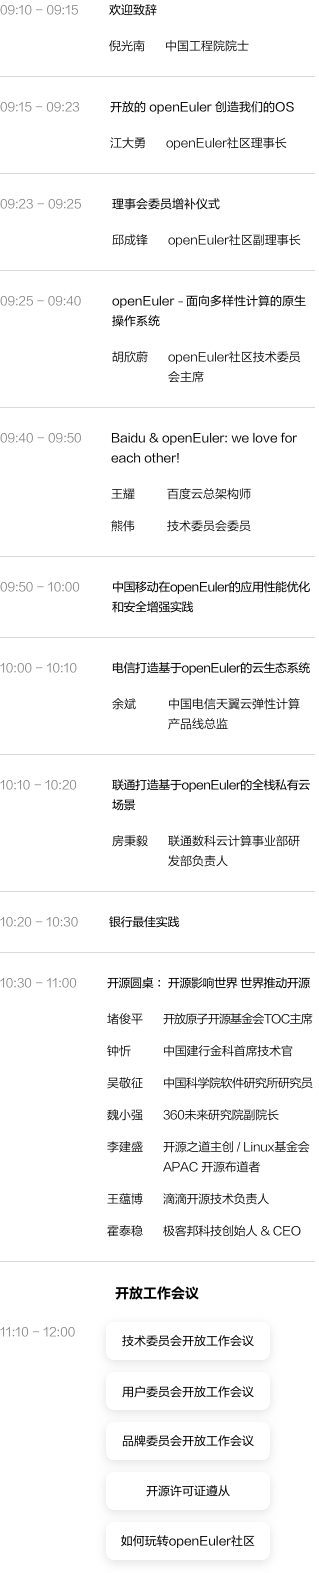 09:10 – 09:15 欢迎致辞
倪光南 中国工程院院士
09:15 – 09:23 开放的 openEuler 创造我们的OS
江大勇 openEuler社区理事长
09:23 – 09:25 理事会委员增补仪式
邱成锋 openEuler社区副理事长
09:25 – 09:40 openEuler - 面向多样性计算的原生
操作系统
胡欣蔚 openEuler社区技术委员
会主席
09:40 – 09:50 Baidu & openEuler: we love for
each other!
王耀 百度云总架构师
熊伟 技术委员会委员
09:50 – 10:00 中国移动在openEuler的应用性能优化
和安全增强实践
10:00 – 10:10 电信打造基于openEuler的云生态系统
余斌 中国电信天翼云弹性计算
产品线总监
10:10 – 10:20 联通打造基于openEuler的全栈私有云
场景
房秉毅 联通数科云计算事业部研
发部负责人
10:20 – 10:30 银行最佳实践
10:30 – 11:00 开源圆桌： 开源影响世界 世界推动开源
堵俊平 开放原子开源基金会TOC主席
钟忻 中国建行金科首席技术官
吴敬征 中国科学院软件研究所研究员
魏小强 360未来研究院副院长
李建盛 开源之道主创 / Linux基金会
APAC 开源布道者
王蕴博 滴滴开源技术负责人
霍泰稳 极客邦科技创始人 & CEO
开放工作会议
11:10 – 12:00 技术委员会开放工作会议
用户委员会开放工作会议
品牌委员会开放工作会议
开源许可证遵从
如何玩转openEuler社区